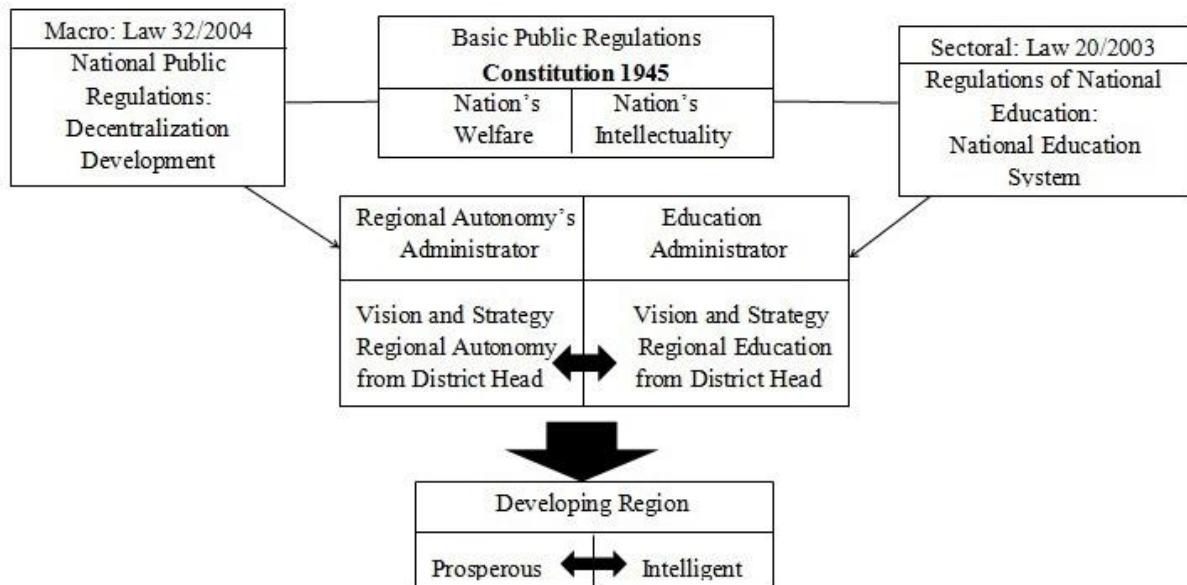 Macro: Law 32/2004
National Public
Regulations:
Decentralization
Development
Basic Public Regulations
Constitution 1945
Nation's
Welfare
Nation's
Intellectuality
Sectoral: Law 20/2003
Regulations of National
Education:
National Education
System
Regional Autonomy's
Administrator
Education
Administrator
Vision and Strategy
Regional Autonomy
from District Head
Vision and Strategy
Regional Education
from District Head
Developing Region
Prosperous
Intelligent